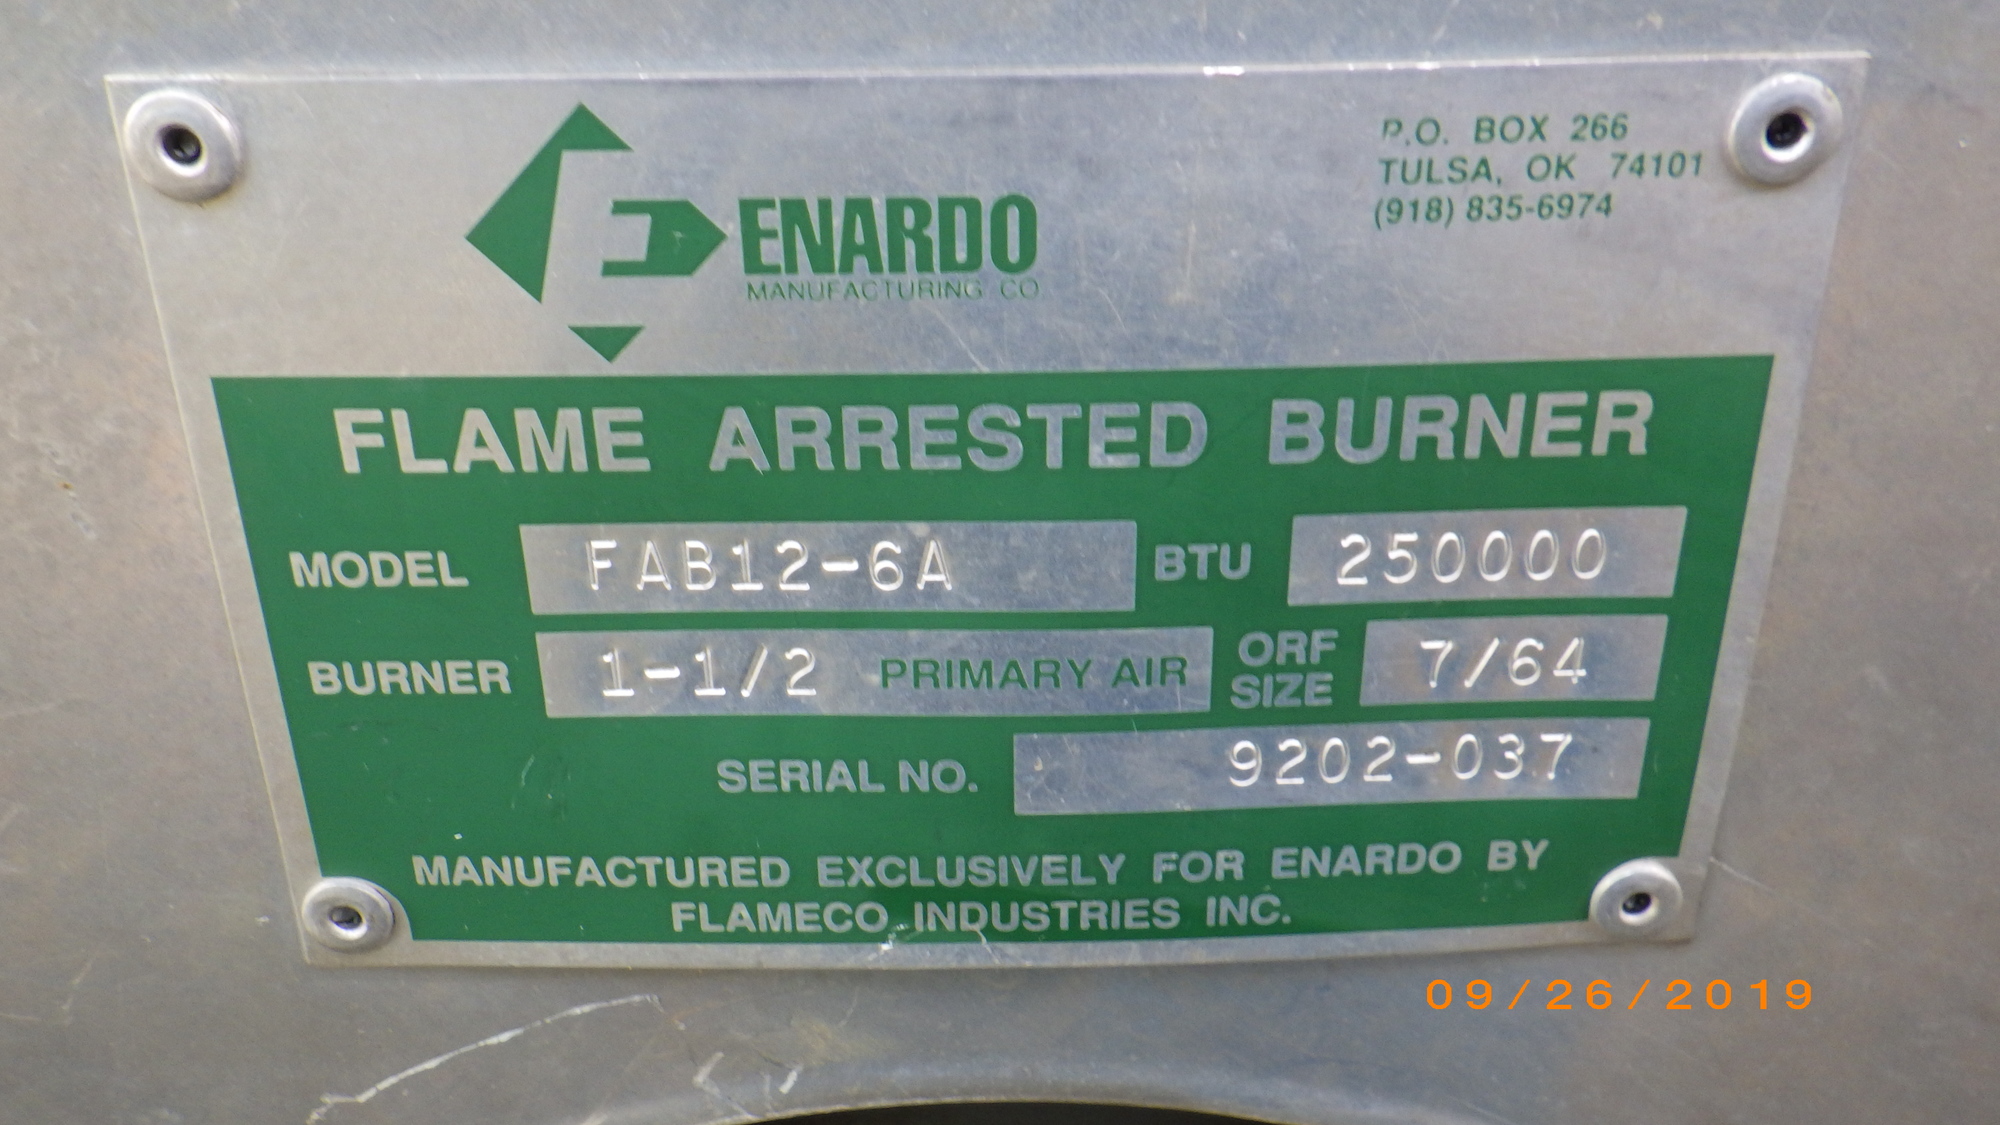 ENARDO
MANUFACTURING CO
P.O. BOX 266
TULSA, OK 74101
(918) 835-6974
FLAME ARRESTED BURNER
MODEL FAB12-6A BTU 250000
BURNER 1-1/2 PRIMARY AIR ORF SIZE 7/64
SERIAL NO. 9202-037
MANUFACTURED EXCLUSIVELY FOR ENARDO BY
FLAMECO INDUSTRIES INC.
09/26/2019